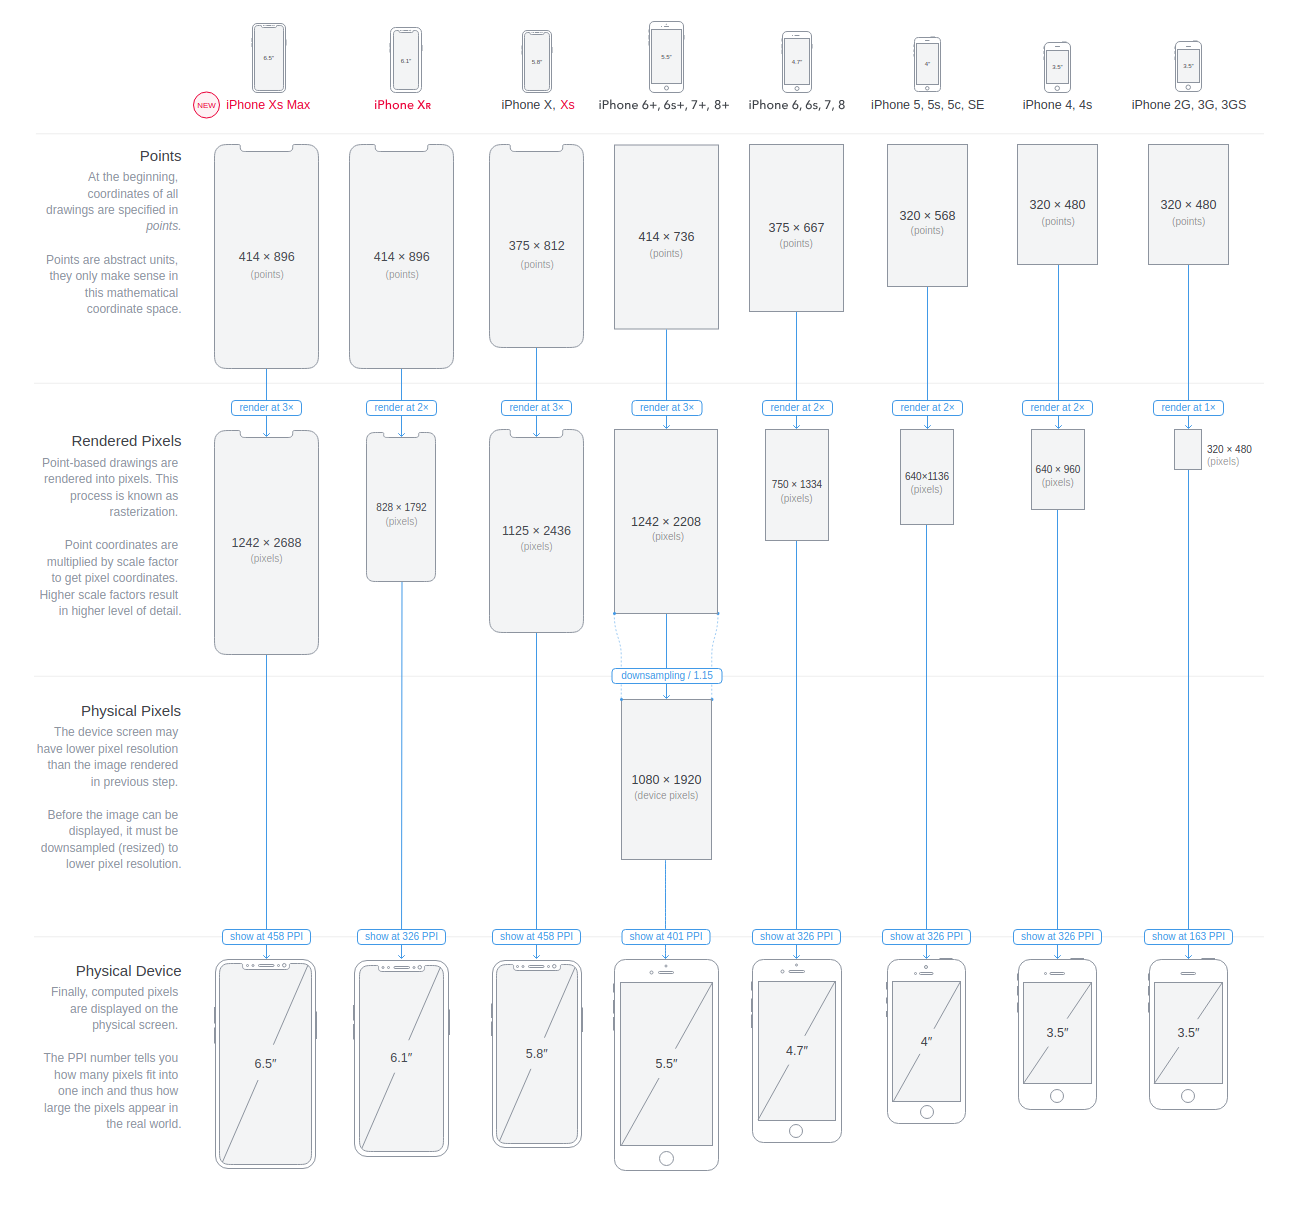 6.5″
6.1″
5.8″
5.5″
4.7″
4″
3.5″
3.5″
NEW
iPhone Xs Max
iPhone XR
iPhone X, Xs
iPhone 6+, 6s+, 7+, 8+
iPhone 6, 6s, 7, 8
iPhone 5, 5s, 5c, SE
iPhone 4, 4s
iPhone 2G, 3G, 3GS
Points
At the beginning,
coordinates of all
drawings are specified in
points.
Points are abstract units,
they only make sense in
this mathematical
coordinate space.
414 × 896
(points)
414 × 896
(points)
375 × 812
(points)
414 × 736
(points)
375 × 667
(points)
320 × 568
(points)
320 × 480
(points)
320 × 480
(points)
render at 3×
render at 2×
render at 3×
render at 3×
render at 2×
render at 2×
render at 2×
render at 1×
Rendered Pixels
Point-based drawings are
rendered into pixels. This
process is known as
rasterization.
Point coordinates are
multiplied by scale factor
to get pixel coordinates.
Higher scale factors result
in higher level of detail.
1242 × 2688
(pixels)
828 × 1792
(pixels)
1125 × 2436
(pixels)
1242 × 2208
(pixels)
750 × 1334
(pixels)
640×1136
(pixels)
640 × 960
(pixels)
320 × 480
(pixels)
downsampling / 1.15
Physical Pixels
The device screen may
have lower pixel resolution
than the image rendered
in previous step.
Before the image can be
displayed, it must be
downsampled (resized) to
lower pixel resolution.
1080 × 1920
(device pixels)
show at 458 PPI
show at 326 PPI
show at 458 PPI
show at 401 PPI
show at 326 PPI
show at 326 PPI
show at 326 PPI
show at 163 PPI
Physical Device
Finally, computed pixels
are displayed on the
physical screen.
The PPI number tells you
how many pixels fit into
one inch and thus how
large the pixels appear in
the real world.
6.5″
6.1″
5.8″
5.5″
4.7″
4″
3.5″
3.5″